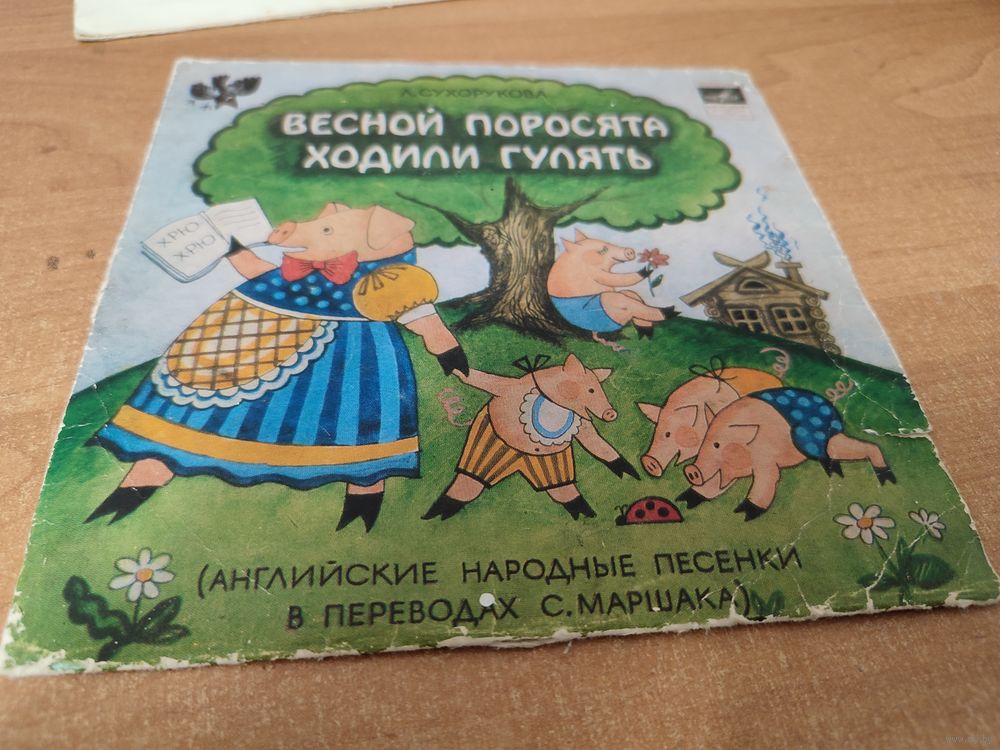 Л. СУХОРУКОВА
ВЕСНОЙ ПОРОСЯТА
ХОДИЛИ ГУЛЯТЬ
ХРЮ
ХРЮ
(АНГЛИЙСКИЕ НАРОДНЫЕ ПЕСЕНКИ
В ПЕРЕВОДАХ С. МАРШАКА)